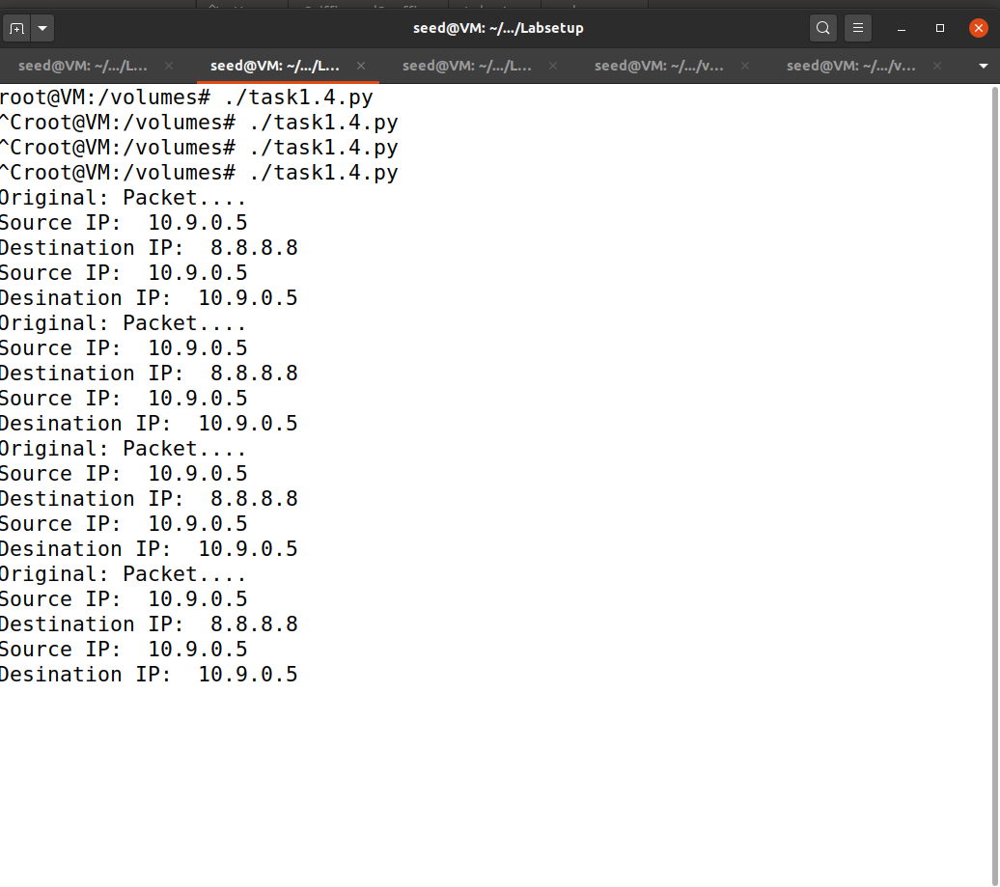 seed@VM: ~/.../Labsetup
seed@VM: ~/.../L... seed@VM: ~/.../L... seed@VM: ~/.../L... seed@VM: ~/.../v... seed@VM: ~/.../v...
root@VM:/volumes# ./task1.4.py
^Croot@VM:/volumes# ./task1.4.py
^Croot@VM:/volumes# ./task1.4.py
^Croot@VM:/volumes# ./task1.4.py
Original: Packet....
Source IP:  10.9.0.5
Destination IP:  8.8.8.8
Source IP:  10.9.0.5
Desination IP:  10.9.0.5
Original: Packet....
Source IP:  10.9.0.5
Destination IP:  8.8.8.8
Source IP:  10.9.0.5
Desination IP:  10.9.0.5
Original: Packet....
Source IP:  10.9.0.5
Destination IP:  8.8.8.8
Source IP:  10.9.0.5
Desination IP:  10.9.0.5
Original: Packet....
Source IP:  10.9.0.5
Destination IP:  8.8.8.8
Source IP:  10.9.0.5
Desination IP:  10.9.0.5